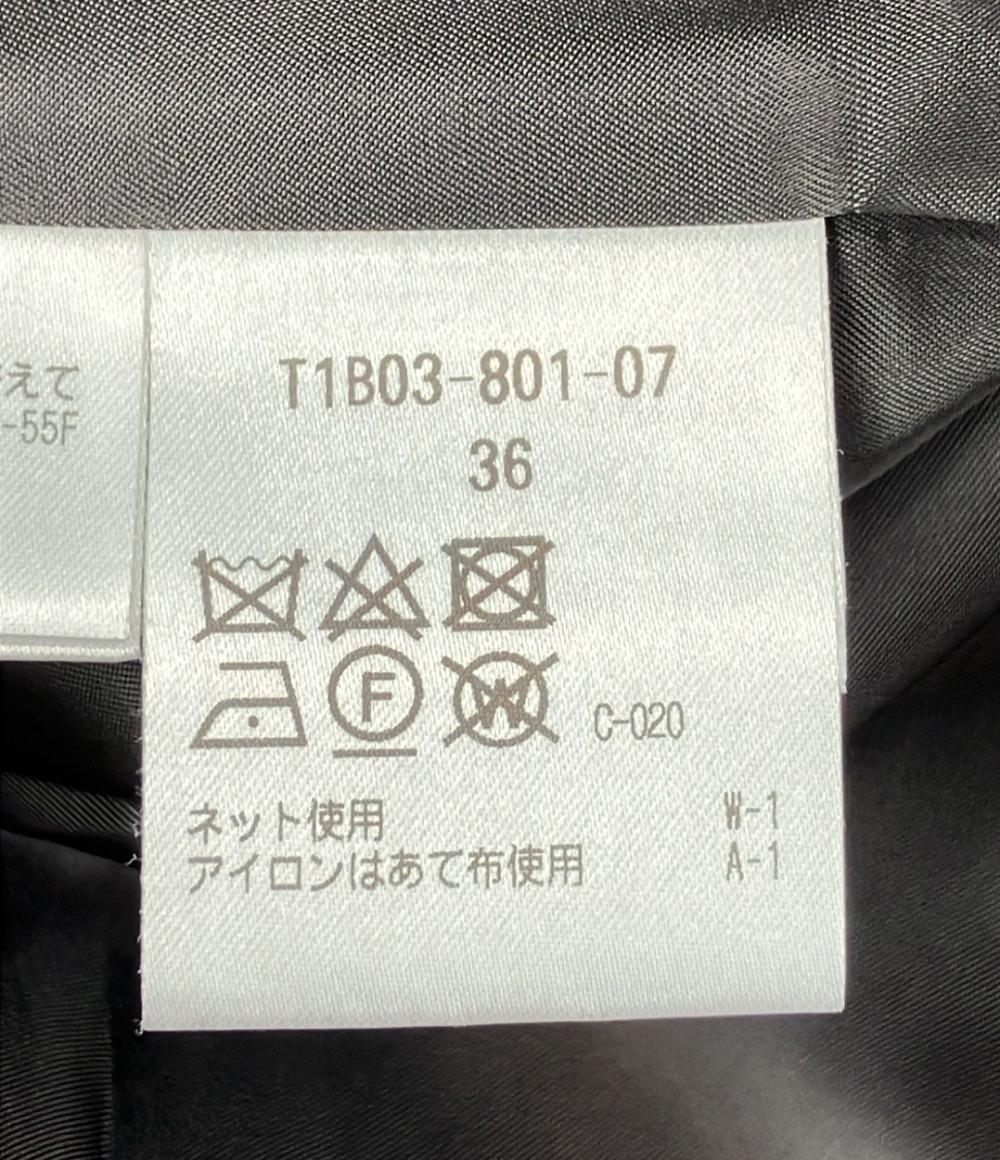 えて
-55F
T1B03-801-07
36
F
W
C-020
ネット使用 W-1
アイロンはあて布使用 A-1